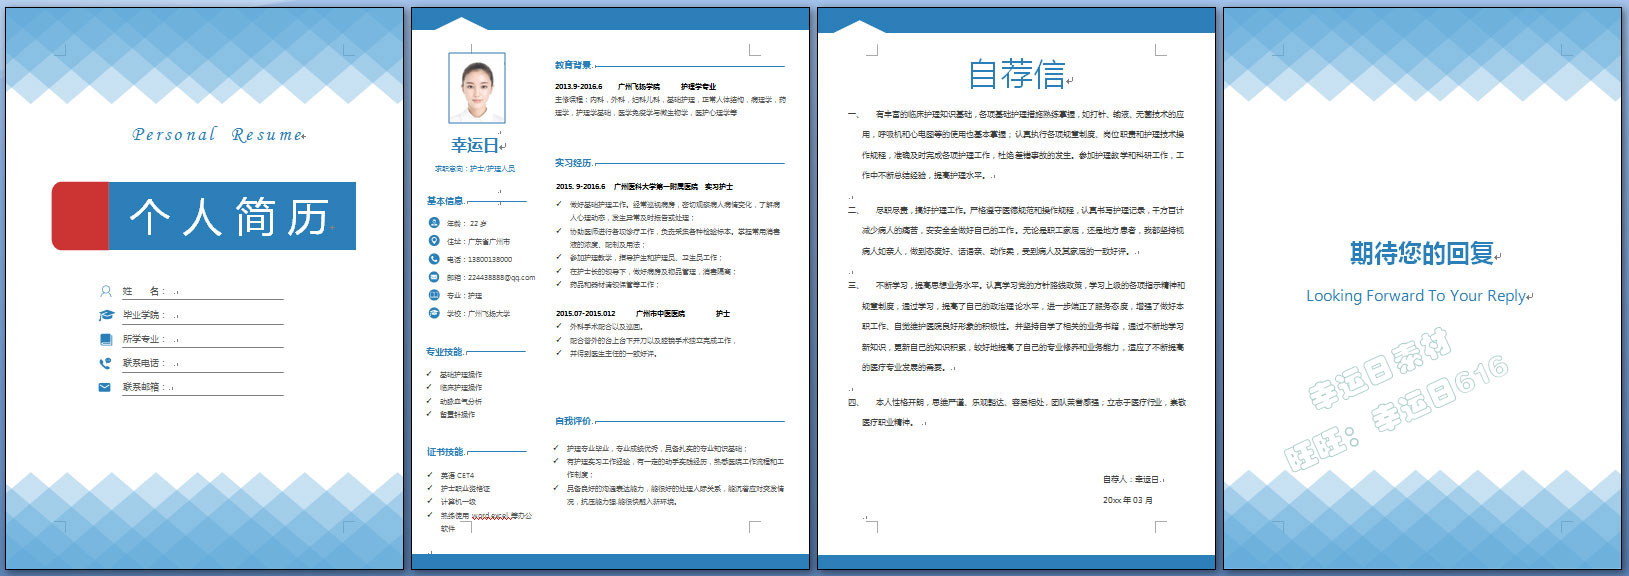 Personal Resume
个人简历
姓 名：
毕业学院：
所学专业：
联系电话：
联系邮箱：
幸运日
求职意向：护士/护理人员
基本信息
年龄： 22 岁
住址：广东省广州市
电话：13800138000
邮箱：224438888@qq.com
专业：护理
学校：广州飞扬大学
专业技能
基础护理操作
临床护理操作
动脉血气分析
留置针操作
证书技能
英语 CET4
护士职业资格证
计算机一级
熟练使用 word,excel 等办公
软件
教育背景
2013.9-2016.6 广州飞扬学院 护理学专业
主修课程：内科，外科，妇科儿科，基础护理，正常人体结构，病理学，药
理学，护理学基础，医学免疫学与微生物学，医护心理学等
实习经历
2015. 9-2016.6 广州医科大学第一附属医院 实习护士
做好基础护理工作。经常巡视病房，密切观察病人病情变化，了解病
人心理动态，发生异常及时报告或处理；
协助医师进行各项诊疗工作，负责采集各种检验标本。掌握常用消毒
液的浓度、配制及用法；
参加护理教学，指导护生和护理员、卫生员工作；
在护士长的领导下，做好病房及物品管理，消毒隔离；
药品和器材请领保管等工作；
2015.07-2015.012 广州市中医医院 护士
外科手术配合以及巡回。
配合普外的台上台下开刀以及腔镜手术独立完成工作，
并得到医生主任的一致好评。
自我评价
护理专业毕业，专业成绩优秀，具备扎实的专业知识基础；
有护理实习工作经验，有一定的动手实践经历，熟悉医院工作流程和工
作制度；
具备良好的沟通表达能力，能很好的处理人际关系，能沉着应对突发情
况，抗压能力强,能很快融入新环境。
自荐信
一、 有丰富的临床护理知识基础，各项基础护理措施熟练掌握，如打针、输液、无菌技术的应
用，呼吸机和心电图等的使用也基本掌握；认真执行各项规章制度、岗位职责和护理技术操
作规程，准确及时完成各项护理工作，杜绝差错事故的发生。参加护理教学和科研工作，工
作中不断总结经验，提高护理水平。
二、 尽职尽责，搞好护理工作。严格遵守医德规范和操作规程，认真书写护理记录，千方百计
减少病人的痛苦，安安全全做好自己的工作。无论是职工家属，还是地方患者，我都坚持视
病人如亲人，做到态度好、话语亲、动作柔，受到病人及其家属的一致好评。
三、 不断学习，提高思想业务水平。认真学习党的方针路线政策，学习上级的各项指示精神和
规章制度，通过学习，提高了自己的政治理论水平，进一步端正了服务态度，增强了做好本
职工作、自觉维护医院良好形象的积极性。并坚持自学了相关的业务书籍，通过不断地学习
新知识，更新自己的知识积累，较好地提高了自己的专业修养和业务能力，适应了不断提高
的医疗专业发展的需要。
四、 本人性格开朗，思维严谨、乐观豁达、容易相处，团队荣誉感强；立志于医疗行业，崇敬
医疗职业精神。
自荐人：幸运日
20xx 年 03 月
期待您的回复
Looking Forward To Your Reply
幸运日素材
旺旺：幸运日616